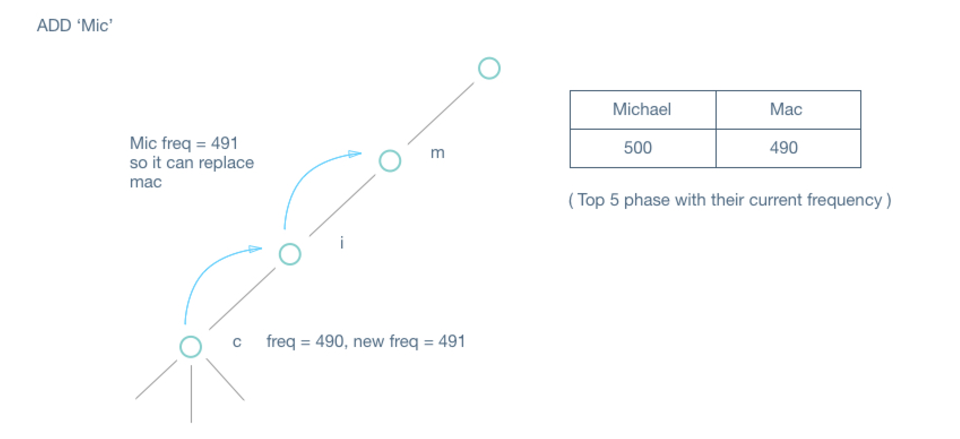 ADD ‘Mic’
Mic freq = 491
so it can replace
mac
m
i
c freq = 490, new freq = 491
Michael Mac
500 490
( Top 5 phase with their current frequency )